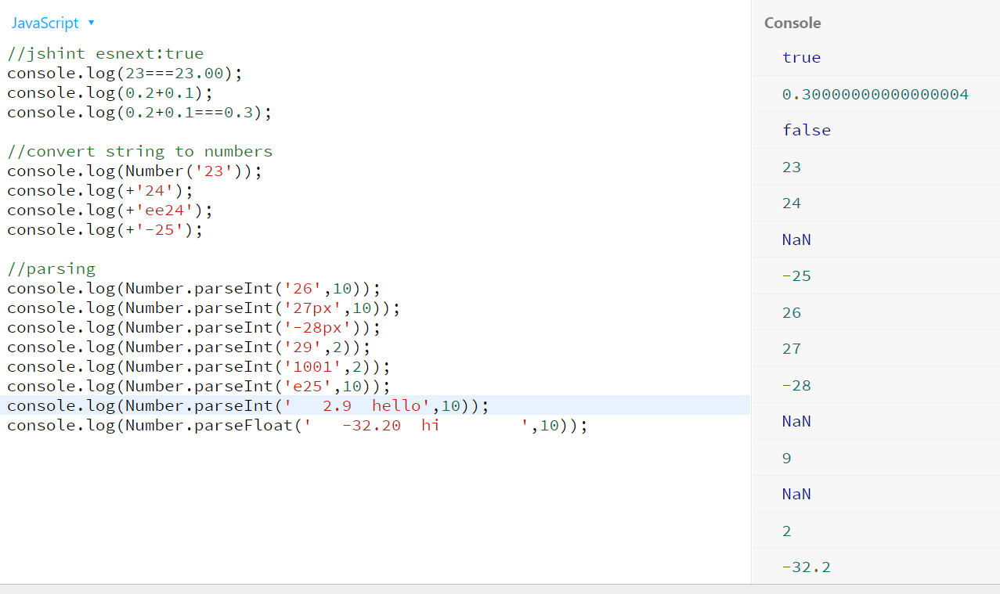 JavaScript
//jshint esnext:true
console.log(23===23.00);
console.log(0.2+0.1);
console.log(0.2+0.1===0.3);
//convert string to numbers
console.log(Number('23'));
console.log(+'24');
console.log(+'ee24');
console.log(+'-25');
//parsing
console.log(Number.parseInt('26',10));
console.log(Number.parseInt('27px',10));
console.log(Number.parseInt('-28px'));
console.log(Number.parseInt('29',2));
console.log(Number.parseInt('1001',2));
console.log(Number.parseInt('e25',10));
console.log(Number.parseInt('   2.9  hello',10));
console.log(Number.parseFloat('   -32.20  hi        ',10));
Console
true
0.30000000000000004
false
23
24
NaN
-25
26
27
-28
NaN
9
NaN
2
-32.2